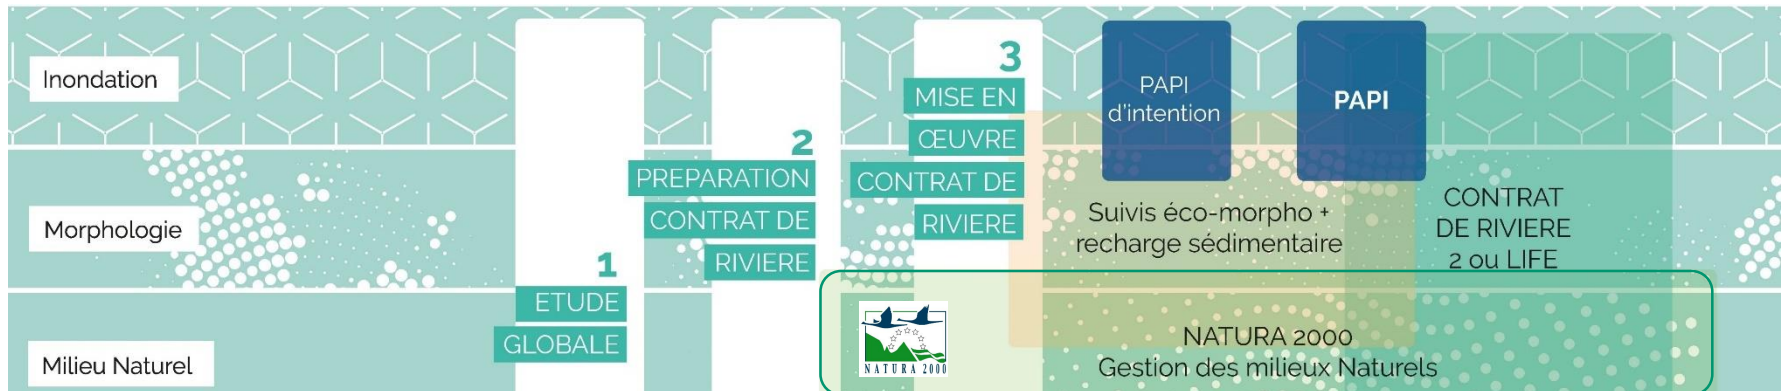 Inondation
Morphologie
Milieu Naturel
1
ETUDE
GLOBALE
2
PREPARATION
CONTRAT DE
RIVIERE
3
MISE EN
ŒUVRE
CONTRAT DE
RIVIERE
PAPI
d'intention
PAPI
Suivis éco-morpho +
recharge sédimentaire
CONTRAT
DE RIVIERE
2 ou LIFE
NATURA 2000
NATURA 2000
Gestion des milieux Naturels